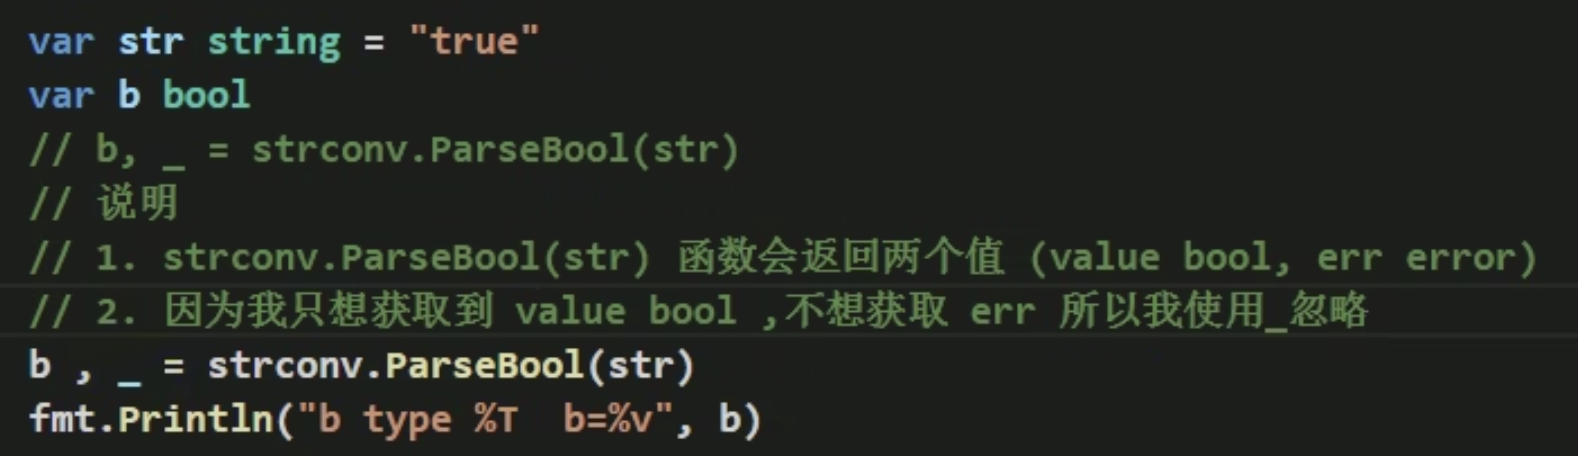 var str string = "true"
var b bool
// b, _ = strconv.ParseBool(str)
// 说明
// 1. strconv.ParseBool(str) 函数会返回两个值 (value bool, err error)
// 2. 因为我只想获取到 value bool ,不想获取 err 所以我使用_忽略
b , _ = strconv.ParseBool(str)
fmt.Println("b type %T  b=%v", b)